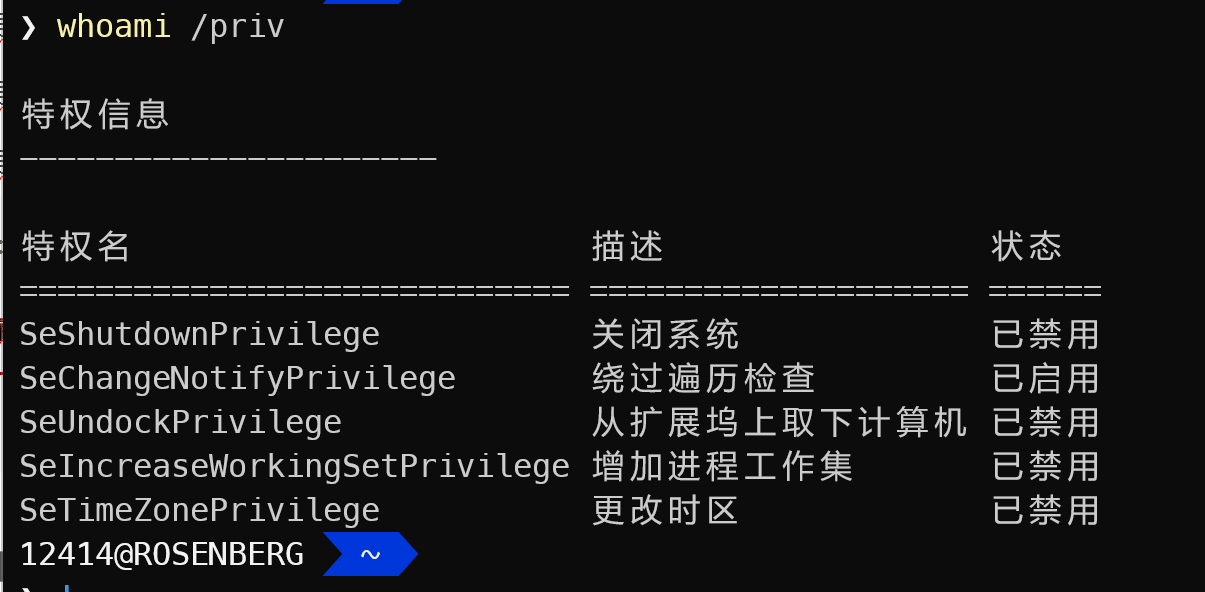 ❯ whoami /priv
特权信息
----------------------
特权名 描述 状态
============================= ==================== ======
SeShutdownPrivilege 关闭系统 已禁用
SeChangeNotifyPrivilege 绕过遍历检查 已启用
SeUndockPrivilege 从扩展坞上取下计算机 已禁用
SeIncreaseWorkingSetPrivilege 增加进程工作集 已禁用
SeTimeZonePrivilege 更改时区 已禁用
12414@ROSENBERG ~